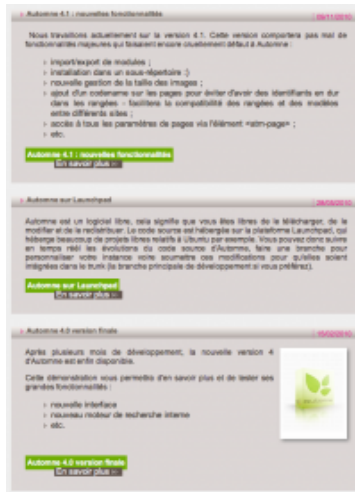 Automne 4.1 : nouvelles fonctionnalités
09/11/2010
Nous travaillons actuellement sur la version 4.1. Cette version comportera pas mal de
fonctionnalités majeures qui faisaient encore cruellement défaut à Automne :
› import/export de modules ;
› installation dans un sous-répertoire :)
› nouvelle gestion de la taille des images ;
› ajout d'un codename sur les pages pour éviter d'avoir des identifiants en dur
dans les rangées - facilitera la compatibilité des rangées et des modèles
entre différents sites ;
› accès à tous les paramètres de pages via l'élément <atm-page> ;
› etc.
Automne 4.1 : nouvelles fonctionnalités
En savoir plus
Automne sur Launchpad
Automne est un logiciel libre, cela signifie que vous êtes libres de le télécharger, de le
modifier et de le redistribuer. Le code source est hébergée sur la plateforme Launchpad, qui
héberge beaucoup de projets libres relatifs à Ubuntu par exemple. Vous pouvez donc suivre
en temps réel les évolutions du code source d'Automne, faire une branche pour
personnaliser votre instance voire soumettre ces modifications pour qu'elles soient
intégrées dans le trunk (la branche principale de développement si vous préférez).
Automne sur Launchpad
En savoir plus
Automne 4.0 version finale
Après plusieurs mois de développement, la nouvelle version 4
d'Automne est enfin disponible.
Cette démonstration vous permettra d'en savoir plus et de tester ses
grandes fonctionnalités :
› nouvelle interface
› nouveau moteur de recherche interne
› etc.
Automne 4.0 version finale
En savoir plus